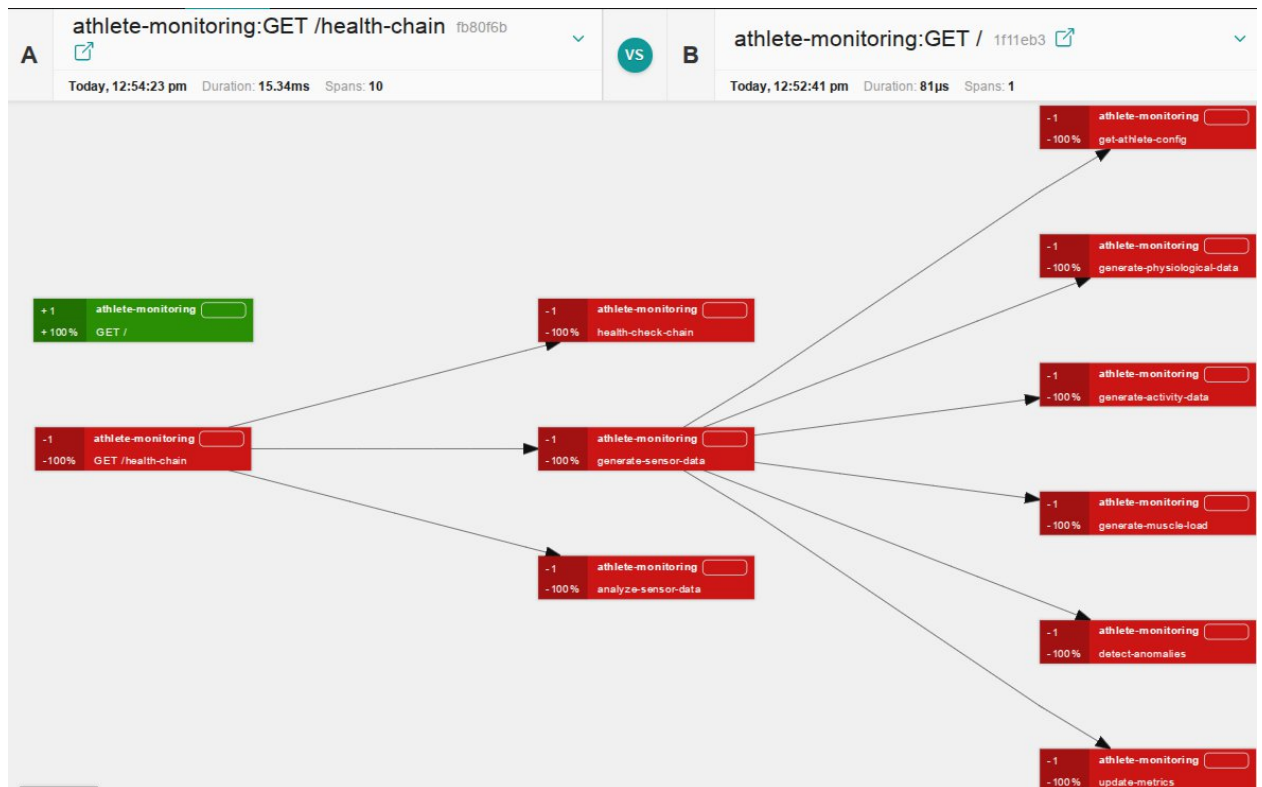 A
athlete-monitoring:GET /health-chain fb80f6b
Today, 12:54:23 pm Duration: 15.34ms Spans: 10
VS
B
athlete-monitoring:GET / 1f11eb3
Today, 12:52:41 pm Duration: 81μs Spans: 1
+ 1 athlete-monitoring
+ 100% GET /
-1 athlete-monitoring
-100% GET /health-chain
- 1 athlete-monitoring
- 100% health-check-chain
- 1 athlete-monitoring
- 100% generate-sensor-data
- 1 athlete-monitoring
- 100% analyze-sensor-data
- 1 athlete-monitoring
- 100% get-athlete-config
- 1 athlete-monitoring
- 100% generate-physiological-data
- 1 athlete-monitoring
- 100% generate-activity-data
- 1 athlete-monitoring
- 100% generate-muscle-load
- 1 athlete-monitoring
- 100% detect-anomalies
- 1 athlete-monitoring
- 100% update-metrics